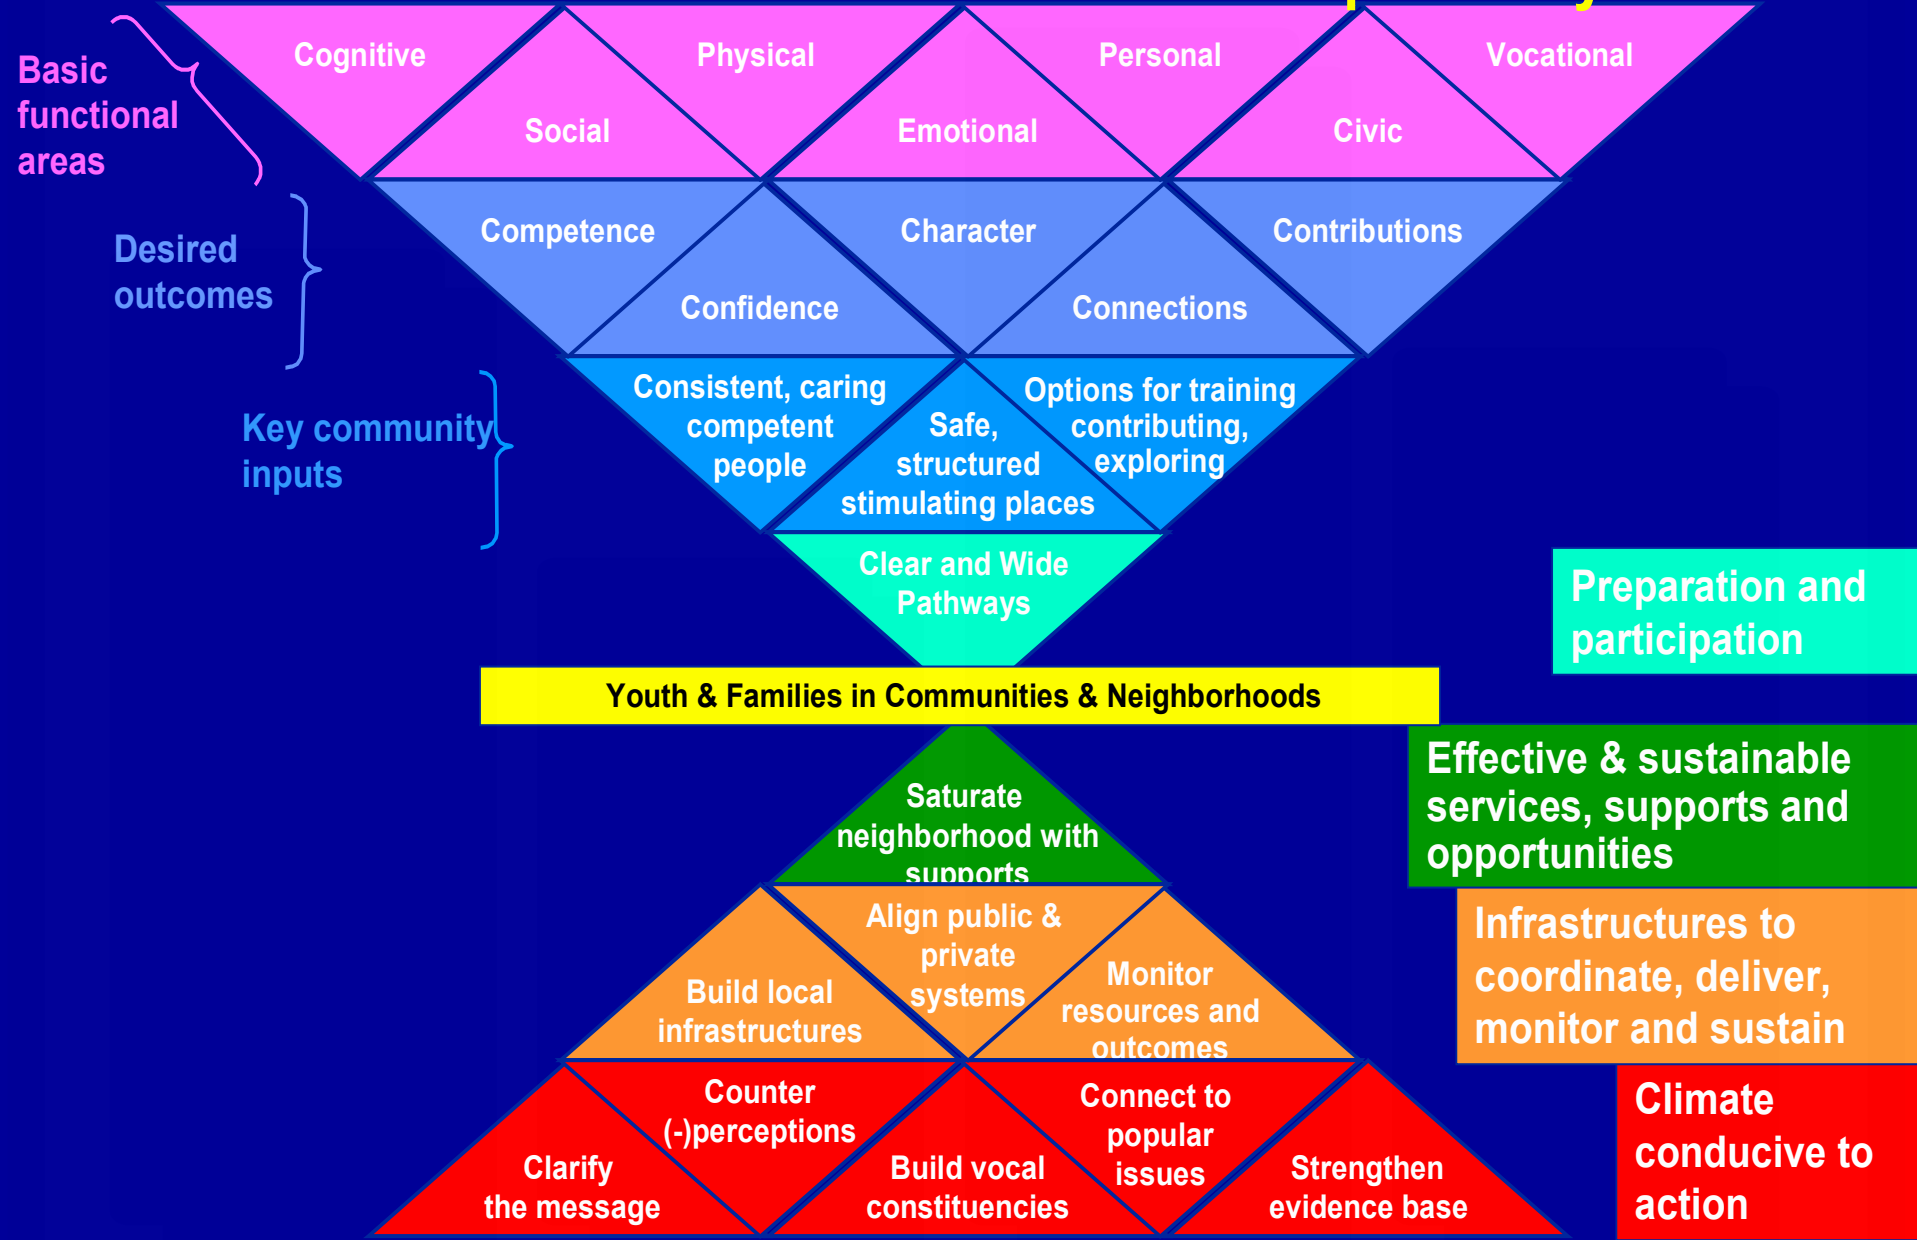 Basic
functional
areas
Cognitive
Physical
Personal
Vocational
Social
Emotional
Civic
Desired
outcomes
Competence
Character
Contributions
Confidence
Connections
Key community
inputs
Consistent, caring
competent
people
Safe,
structured
stimulating places
Options for training
contributing,
exploring
Clear and Wide
Pathways
Preparation and
participation
Youth & Families in Communities & Neighborhoods
Saturate
neighborhood with
supports
Effective & sustainable
services, supports and
opportunities
Build local
infrastructures
Align public &
private
systems
Monitor
resources and
outcomes
Infrastructures to
coordinate, deliver,
monitor and sustain
Clarify
the message
Counter
(-)perceptions
Build vocal
constituencies
Connect to
popular
issues
Strengthen
evidence base
Climate
conducive to
action